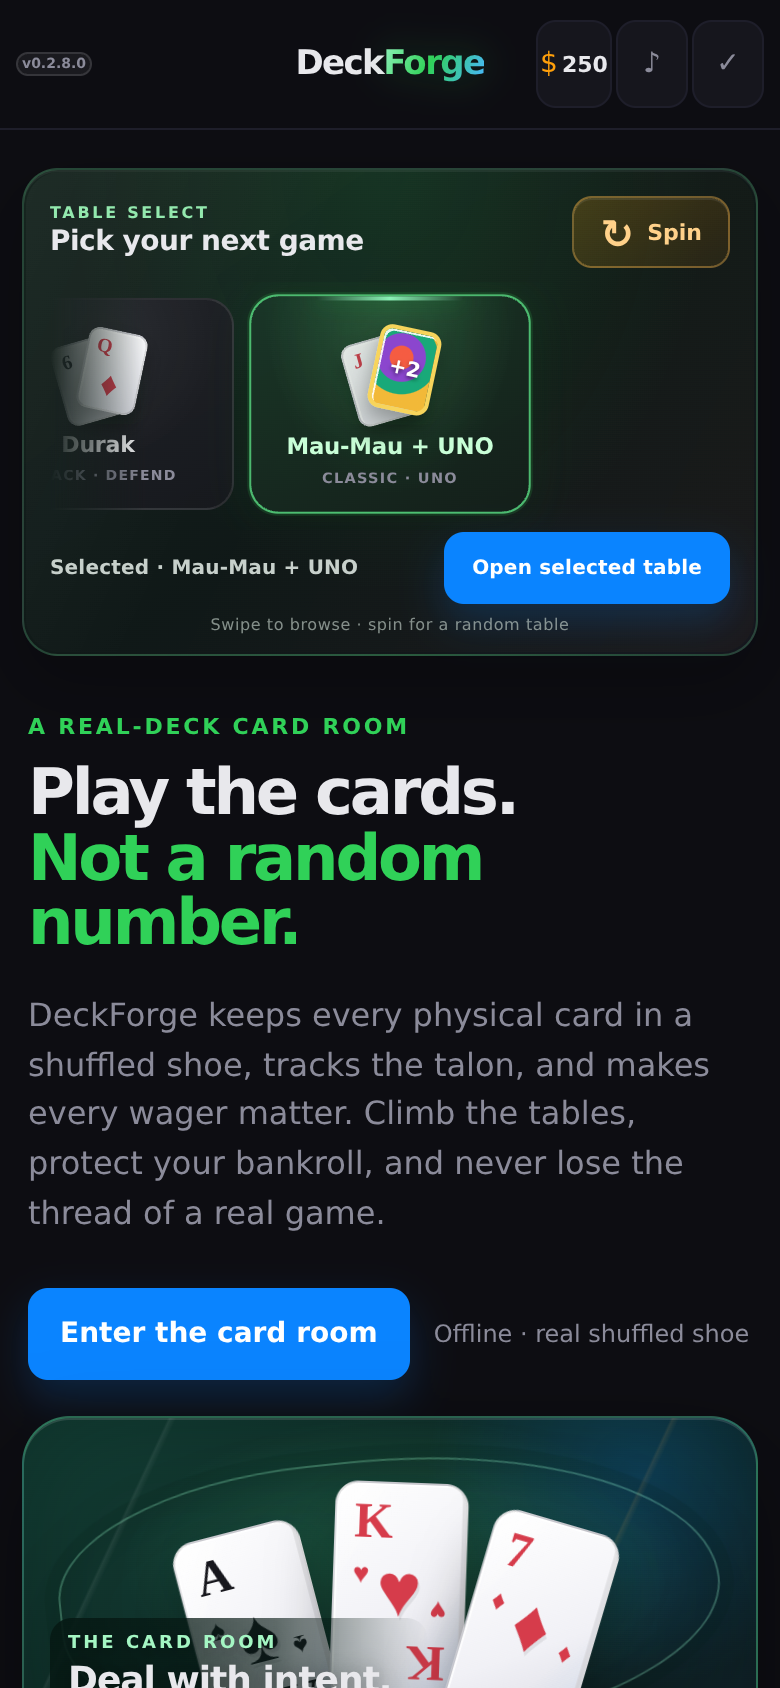 v0.2.8.0
DeckForge
$ 250
♪
✓
TABLE SELECT
Pick your next game
↻ Spin
6
Q
Durak
ACK · DEFEND
J
+2
Mau-Mau + UNO
CLASSIC · UNO
Selected · Mau-Mau + UNO
Open selected table
Swipe to browse · spin for a random table
A REAL-DECK CARD ROOM
Play the cards.
Not a random
number.
DeckForge keeps every physical card in a
shuffled shoe, tracks the talon, and makes
every wager matter. Climb the tables,
protect your bankroll, and never lose the
thread of a real game.
Enter the card room
Offline · real shuffled shoe
A
K
7
K
THE CARD ROOM
Deal with intent.